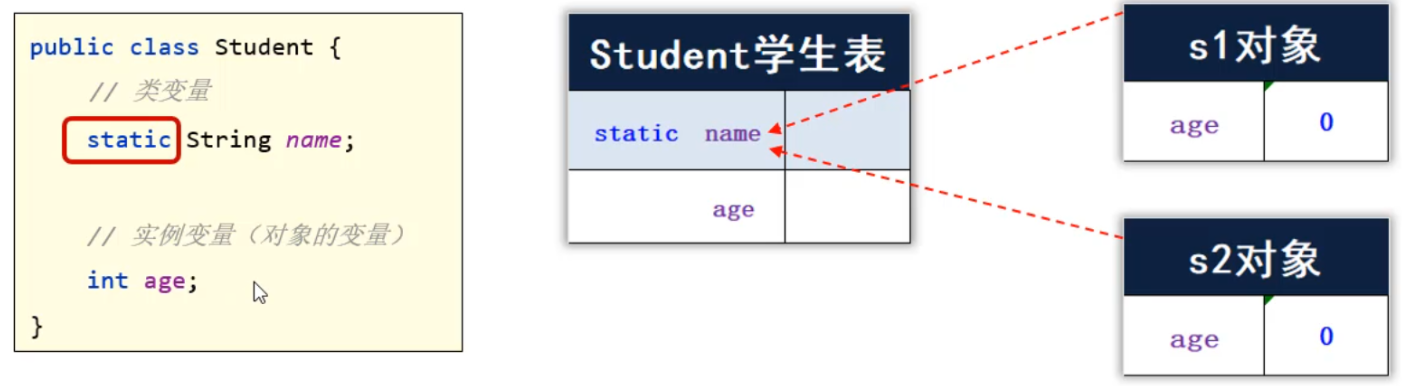 public class Student {
// 类变量
static String name;
// 实例变量（对象的变量）
int age;
}
Student学生表
static name
age
s1对象
age 0
s2对象
age 0